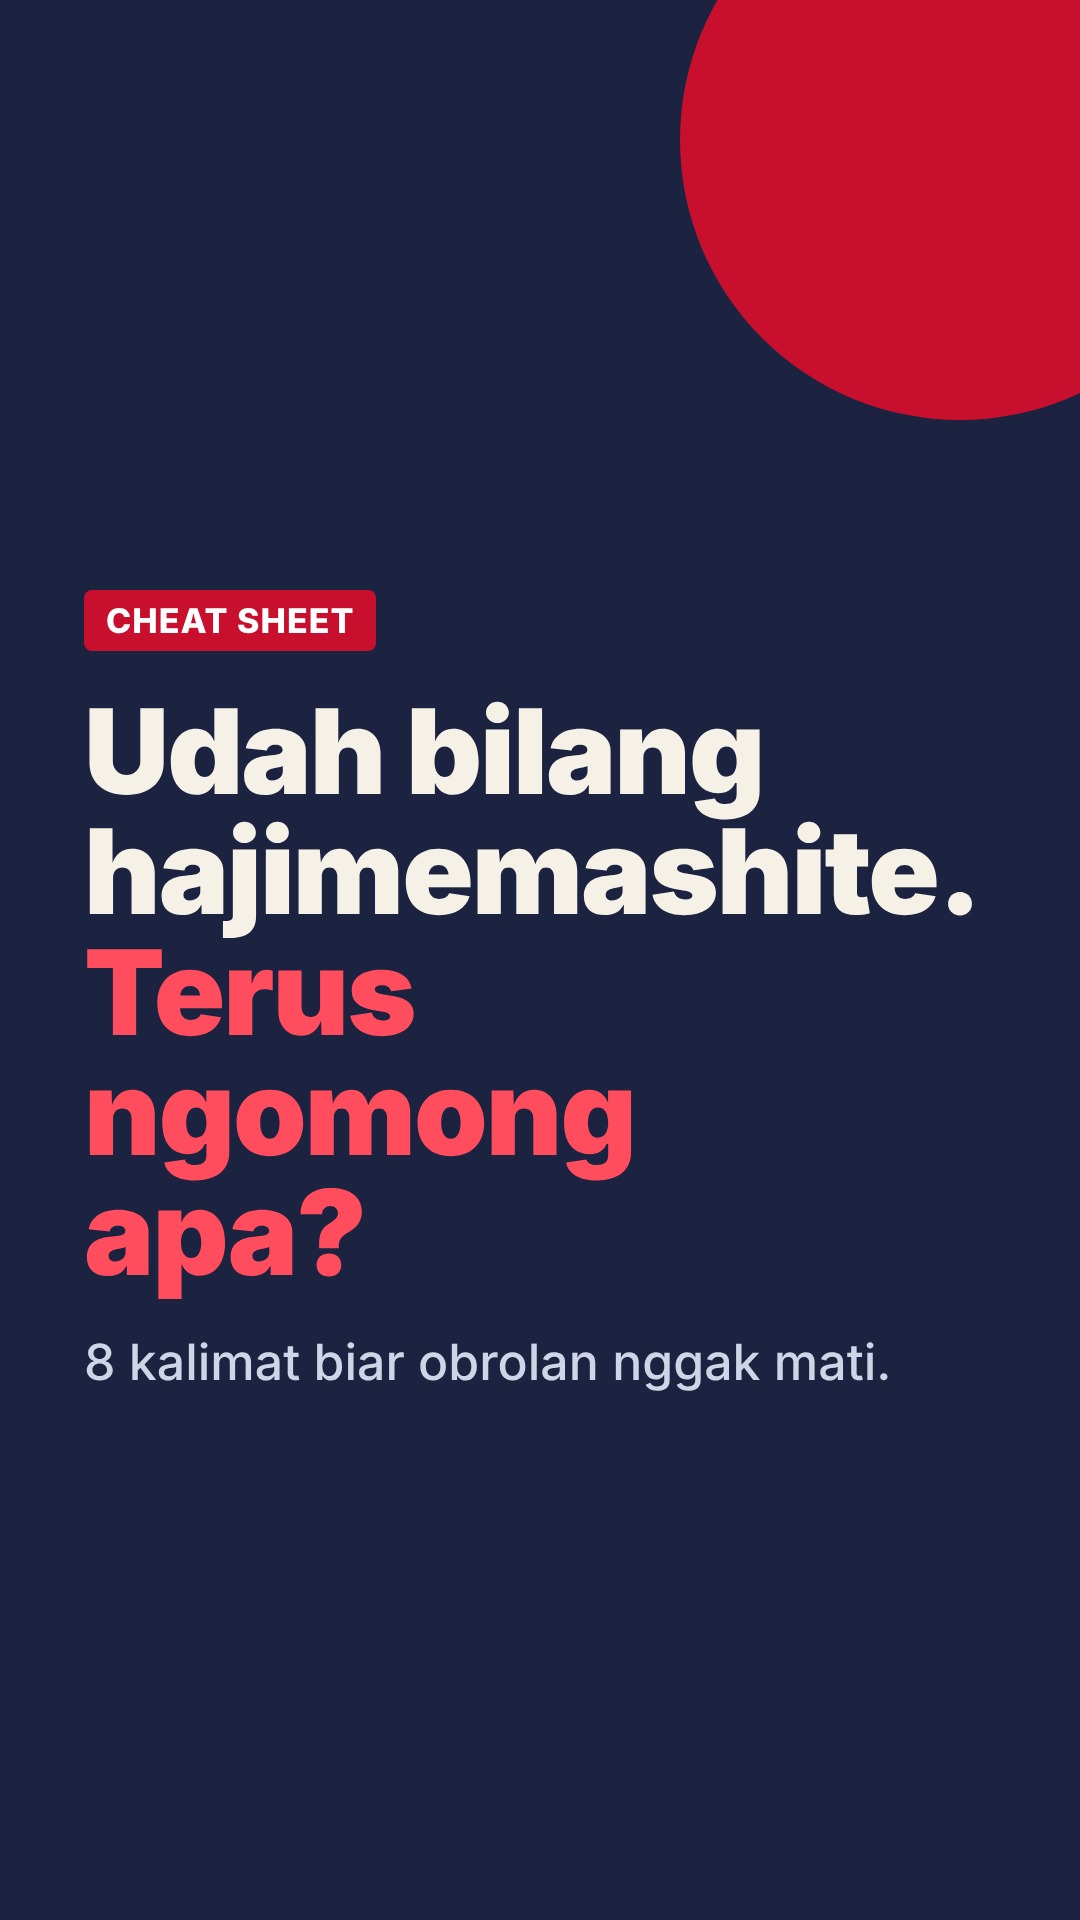 CHEAT SHEET
Udah bilang
hajimemashite.
Terus
ngomong
apa?
8 kalimat biar obrolan nggak mati.